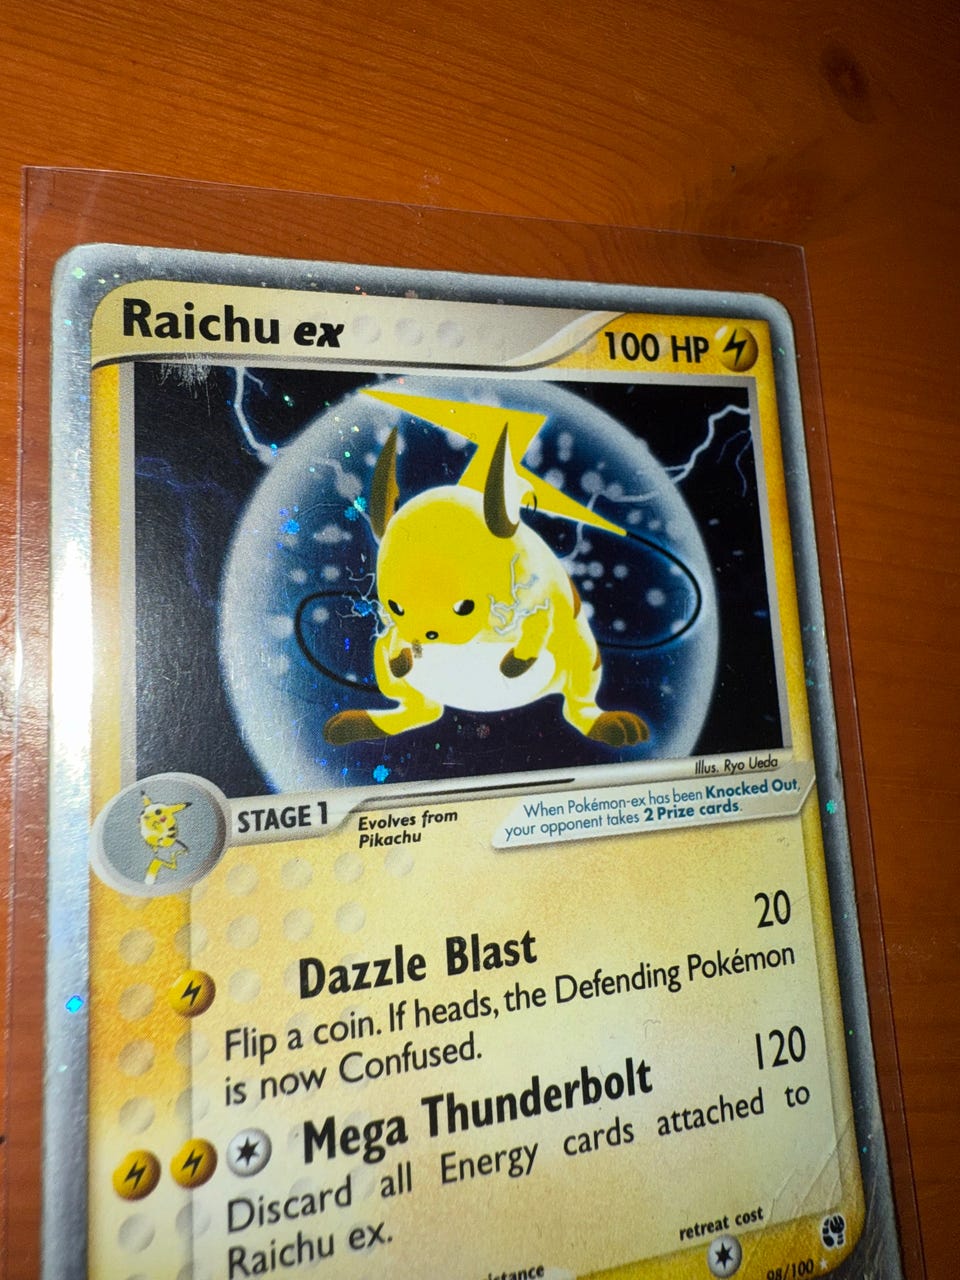 Raichu ex
100 HP
Illus. Ryo Ueda
STAGE 1
Evolves from
Pikachu
When Pokémon-ex has been Knocked Out,
your opponent takes 2 Prize cards.
Dazzle Blast 20
Flip a coin. If heads, the Defending Pokémon
is now Confused.
Mega Thunderbolt 120
Discard all Energy cards attached to
Raichu ex.
retreat cost
98/100